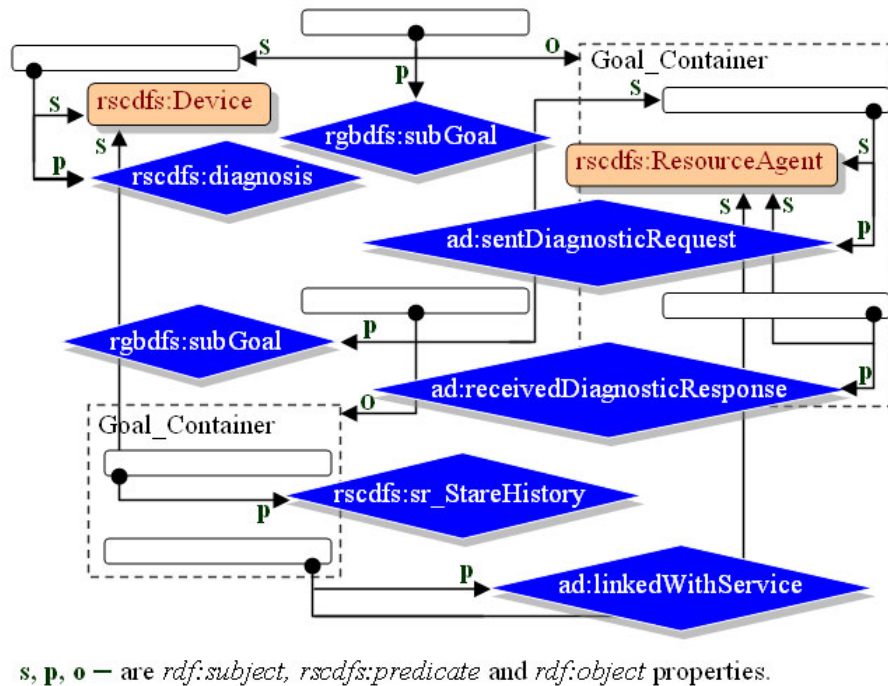 s
o
p
Goal_Container
s
rscdfs:Device
s
s
p
rgbdfs:subGoal
s
rscdfs:ResourceAgent
p
rscdfs:diagnosis
s
s
ad:sentDiagnosticRequest
p
rgbdfs:subGoal
p
ad:receivedDiagnosticResponse
p
o
Goal_Container
rscdfs:sr_StareHistory
p
p
ad:linkedWithService
s, p, o – are rdf:subject, rscdfs:predicate and rdf:object properties.